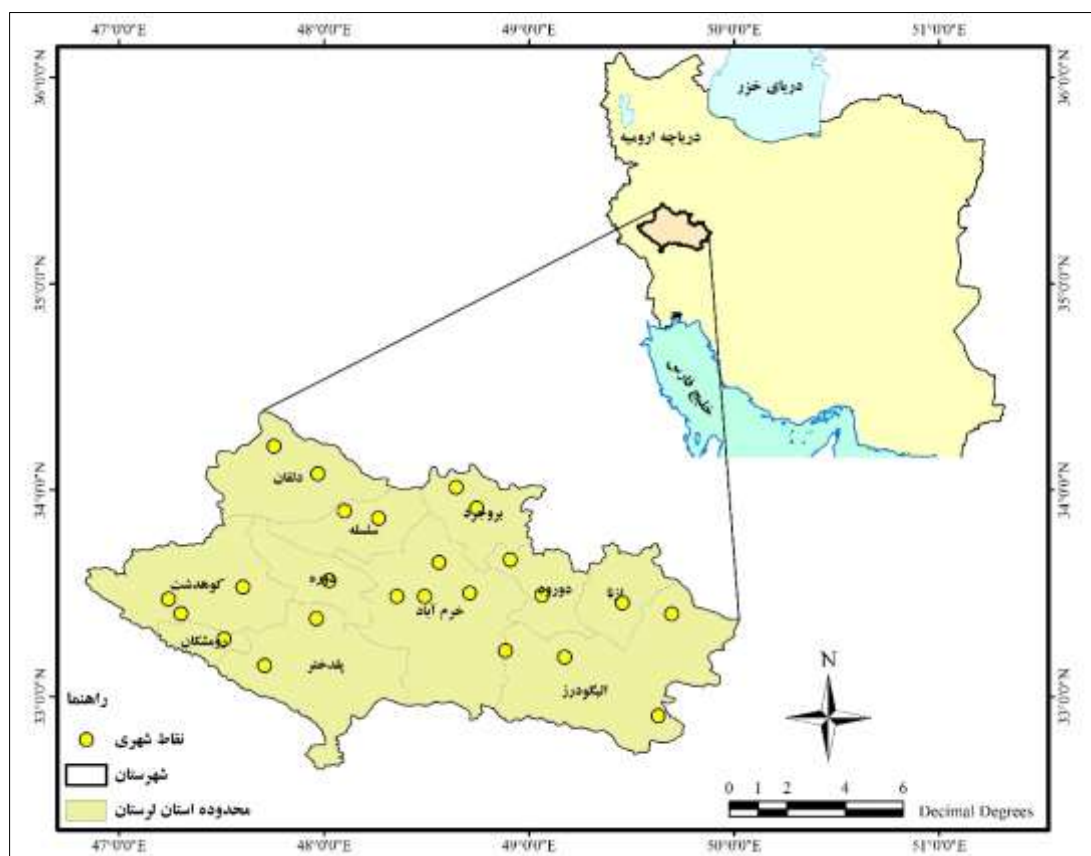 47°0'0"E 48°0'0"E 49°0'0"E 50°0'0"E 51°0'0"E
36°0'0"N 36°0'0"N
دریای خزر
دریاچه ارومیه
35°0'0"N 35°0'0"N
خلیج فارس
34°0'0"N 34°0'0"N
دلفان
بروجرد
سلسله
دوره
کوهدشت
دورود
ازنا
خرم آباد
رومشکان
پلدختر
الیگودرز
33°0'0"N 33°0'0"N
N
راهنما
نقاط شهری
شهرستان
محدوده استان لرستان
0 1 2 4 6
Decimal Degrees
47°0'0"E 48°0'0"E 49°0'0"E 50°0'0"E 51°0'0"E